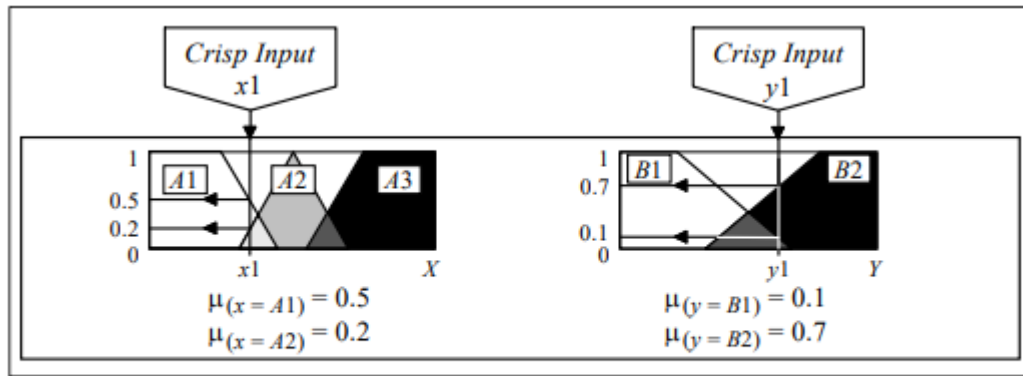 Crisp Input
x1
Crisp Input
y1
1
A1
A2
A3
0.5
0.2
0
x1
X
μ(x = A1) = 0.5
μ(x = A2) = 0.2
1
B1
B2
0.7
0.1
0
y1
Y
μ(y = B1) = 0.1
μ(y = B2) = 0.7